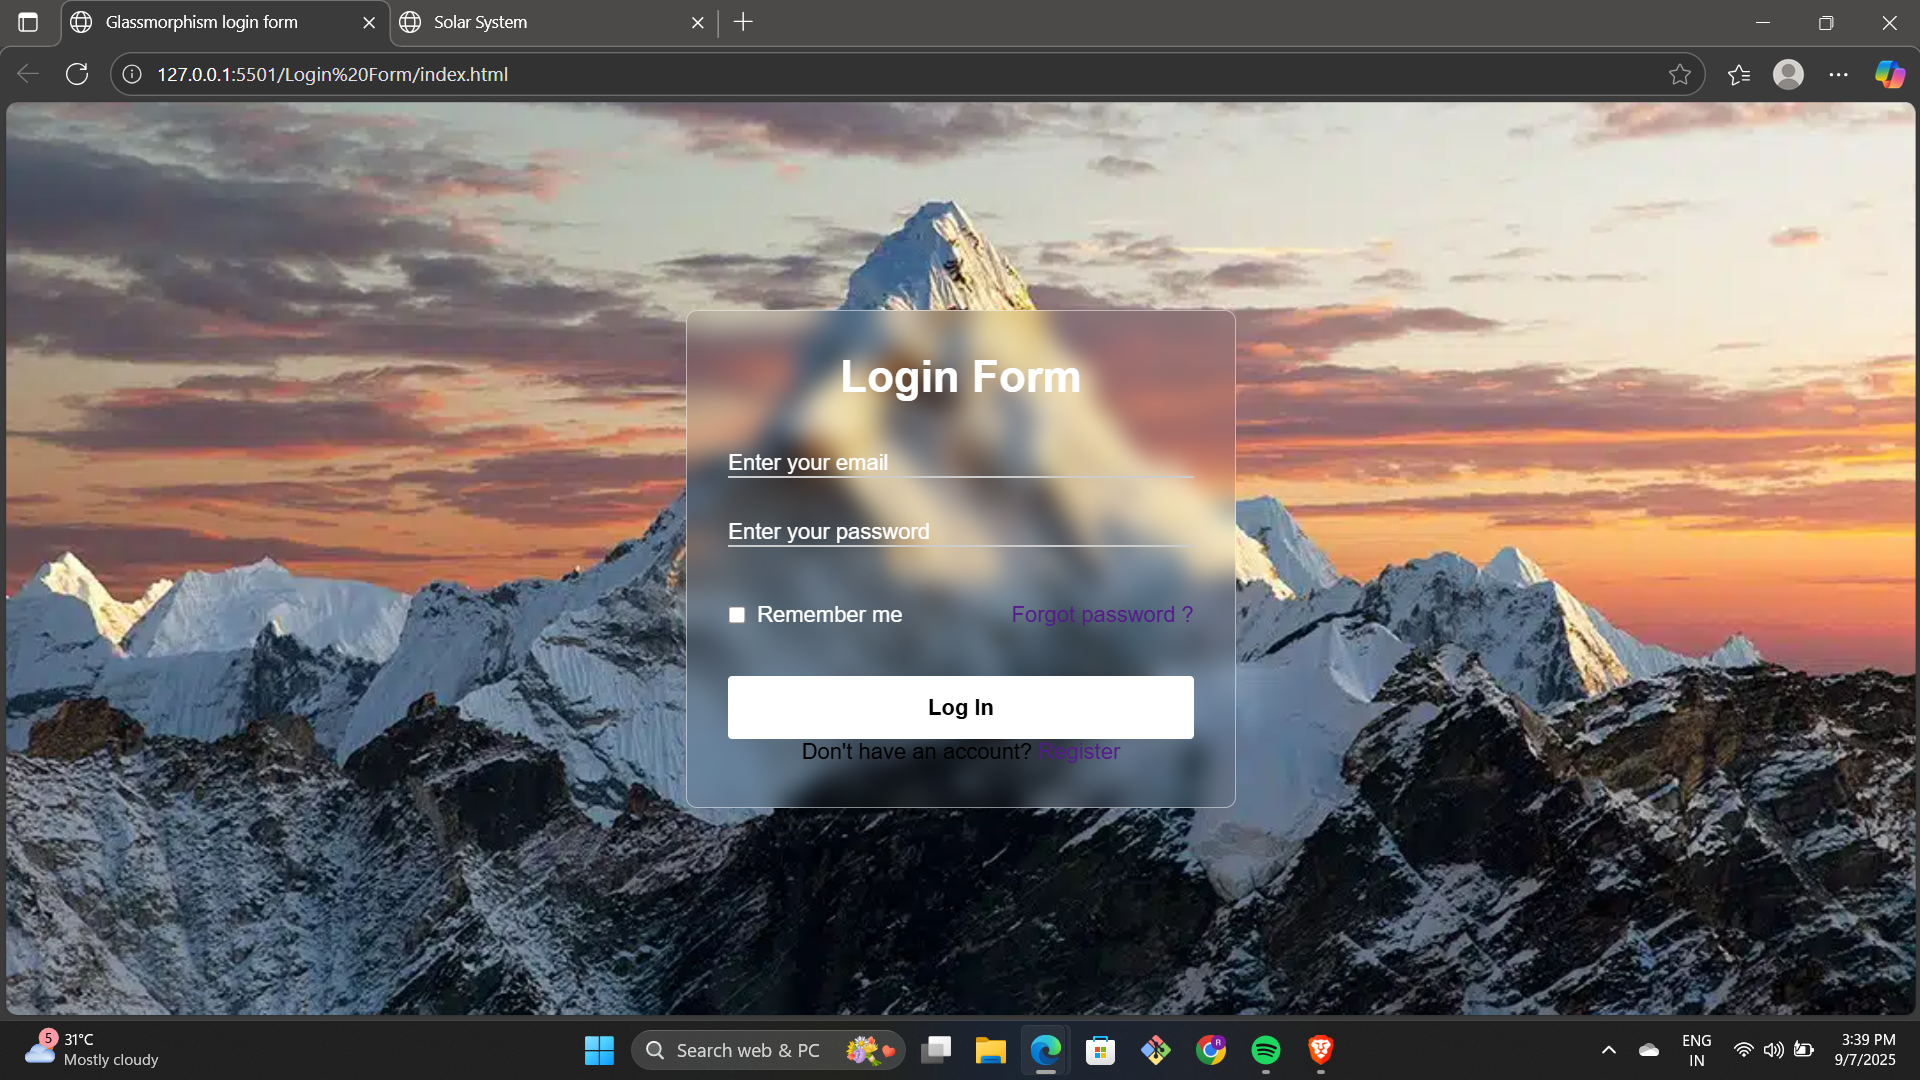 Glassmorphism login form
Solar System
127.0.0.1:5501/Login%20Form/index.html
Login Form
Enter your email
Enter your password
Remember me
Forgot password ?
Log In
Don't have an account? Register
5
31°C
Mostly cloudy
Search web & PC
R
ENG
IN
3:39 PM
9/7/2025